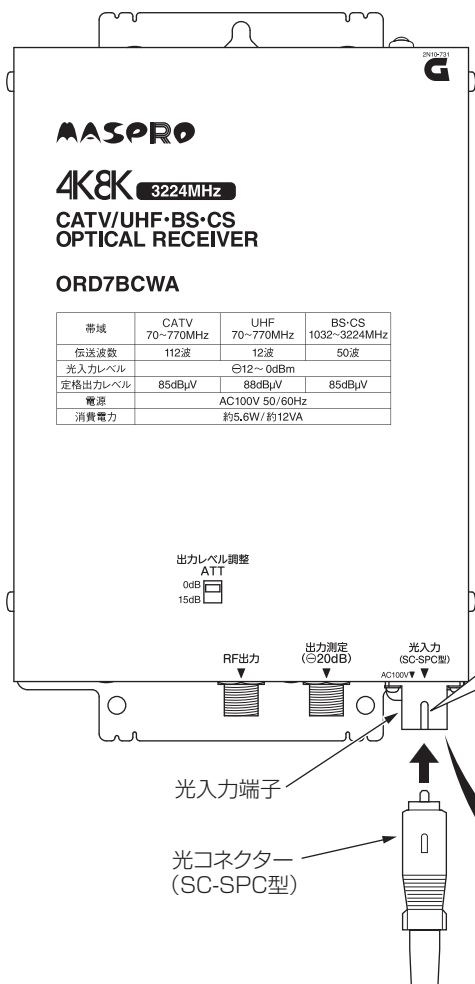 2N10-731
G
MASPRO
4K8K 3224MHz
CATV/UHF・BS・CS
OPTICAL RECEIVER
ORD7BCWA
帯域 CATV 70~770MHz UHF 70~770MHz BS・CS 1032~3224MHz
伝送波数 112波 12波 50波
光入力レベル ⊖12~0dBm
定格出力レベル 85dBμV 88dBμV 85dBμV
電源 AC100V 50/60Hz
消費電力 約5.6W/約12VA
出力レベル調整
ATT
0dB
15dB
RF出力
▼
出力測定
(⊖20dB)
▼
光入力
(SC-SPC型)
AC100V▼ ▼
光入力端子
光コネクター
(SC-SPC型)